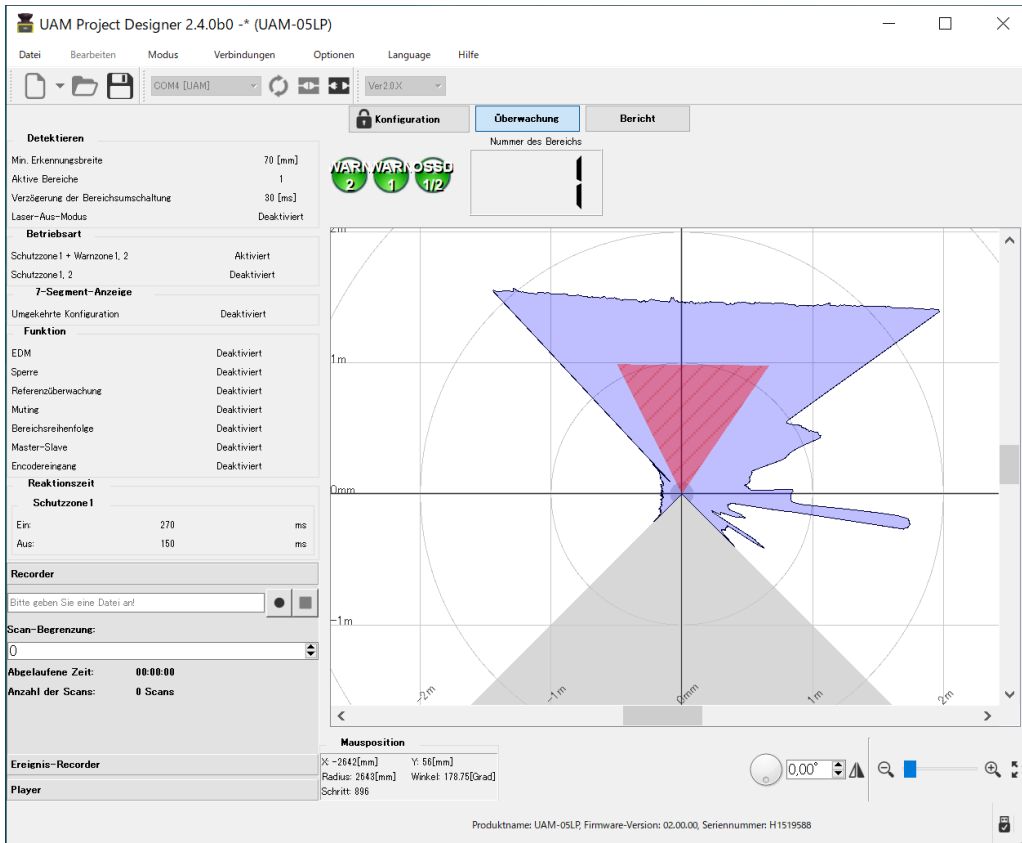 UAM Project Designer 2.4.0b0 -* (UAM-05LP)
Datei Bearbeiten Modus Verbindungen Optionen Language Hilfe
COM4 [UAM] Ver2.0.X
Konfiguration Überwachung Bericht
Detektieren
Min. Erkennungsbreite 70 [mm]
Aktive Bereiche 1
Verzögerung der Bereichsumschaltung 30 [ms]
Laser-Aus-Modus Deaktiviert
Betriebsart
Schutzzone1 + Warnzone1, 2 Aktiviert
Schutzzone1, 2 Deaktiviert
7-Segment-Anzeige
Umgekehrte Konfiguration Deaktiviert
Funktion
EDM Deaktiviert
Sperre Deaktiviert
Referenzüberwachung Deaktiviert
Muting Deaktiviert
Bereichsreihenfolge Deaktiviert
Master-Slave Deaktiviert
Encodereingang Deaktiviert
Reaktionszeit
Schutzzone1
Ein: 270 ms
Aus: 150 ms
Recorder
Bitte geben Sie eine Datei an!
Scan-Begrenzung:
0
Abgelaufene Zeit: 00:00:00
Anzahl der Scans: 0 Scans
Ereignis-Recorder
Player
Nummer des Bereichs
WARN 2 WARN 1 OSSD 1/2
1
2m
1m
0mm
-1m
-2m -1m 0mm 1m 2m
Mausposition
X: -2642[mm] Y: 56[mm]
Radius: 2643[mm] Winkel: 178.75[Grad]
Schritt: 896
0,00°
Produktname: UAM-05LP, Firmware-Version: 02.00.00, Seriennummer: H1519588